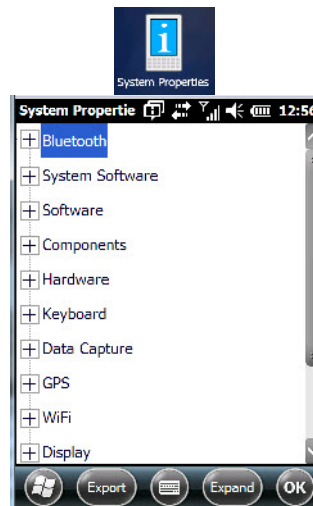 System Properties
System Propertie 12:56
Bluetooth
System Software
Software
Components
Hardware
Keyboard
Data Capture
GPS
WiFi
Display
Export Expand OK